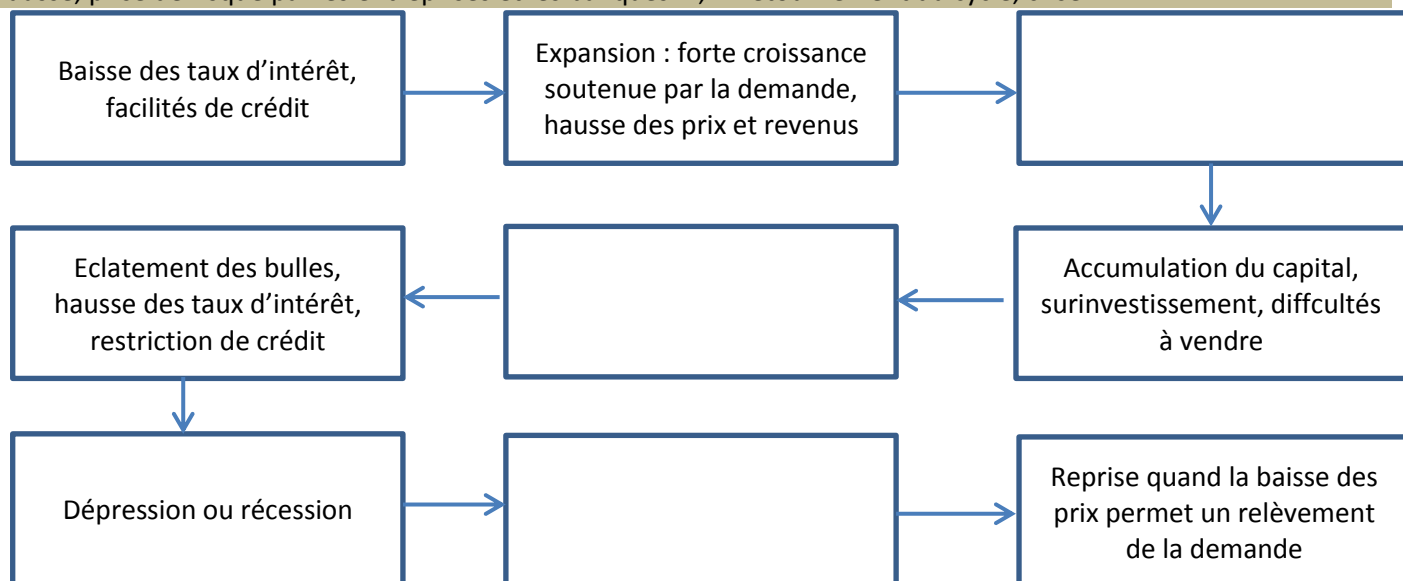 Baisse des taux d’intérêt,
facilités de crédit
Expansion : forte croissance
soutenue par la demande,
hausse des prix et revenus
Accumulation du capital,
surinvestissement, diffcultés
à vendre
Eclatement des bulles,
hausse des taux d’intérêt,
restriction de crédit
Dépression ou récession
Reprise quand la baisse des
prix permet un relèvement
de la demande